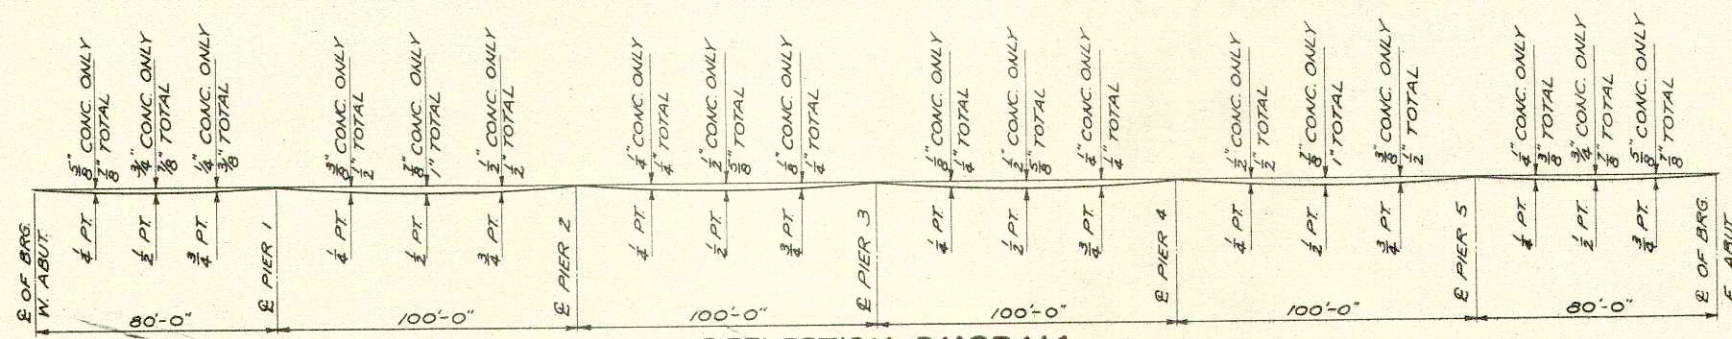 5/8" CONC. ONLY
7/8" TOTAL
3/4" CONC. ONLY
7/8" TOTAL
1/4" CONC. ONLY
3/8" TOTAL
3/8" CONC. ONLY
1/2" TOTAL
7/8" CONC. ONLY
1" TOTAL
1/2" CONC. ONLY
1/2" TOTAL
1/4" CONC. ONLY
1/4" TOTAL
1/2" CONC. ONLY
5/8" TOTAL
1/8" CONC. ONLY
1/4" TOTAL
1/8" CONC. ONLY
1/4" TOTAL
1/2" CONC. ONLY
5/8" TOTAL
1/4" CONC. ONLY
1/4" TOTAL
1/2" CONC. ONLY
1/2" TOTAL
7/8" CONC. ONLY
1" TOTAL
3/8" CONC. ONLY
1/2" TOTAL
1/4" CONC. ONLY
3/8" TOTAL
3/4" CONC. ONLY
7/8" TOTAL
5/8" CONC. ONLY
7/8" TOTAL
℄ OF BRG.
W. ABUT.
1/4 PT.
1/2 PT.
3/4 PT.
℄ PIER 1
1/4 PT.
1/2 PT.
3/4 PT.
℄ PIER 2
1/4 PT.
1/2 PT.
3/4 PT.
℄ PIER 3
1/4 PT.
1/2 PT.
3/4 PT.
℄ PIER 4
1/4 PT.
1/2 PT.
3/4 PT.
℄ PIER 5
1/4 PT.
1/2 PT.
3/4 PT.
℄ OF BRG.
E. ABUT.
80'-0"
100'-0"
100'-0"
100'-0"
100'-0"
80'-0"
DEFLECTION DIAGRAM